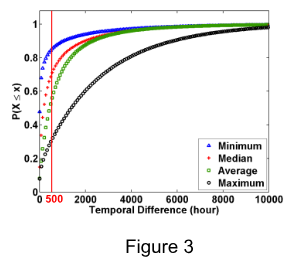 1
0.8
0.6
0.4
0.2
0
P(X ≤ x)
0 500 2000 4000 6000 8000 10000
Temporal Difference (hour)
Minimum
Median
Average
Maximum
Figure 3